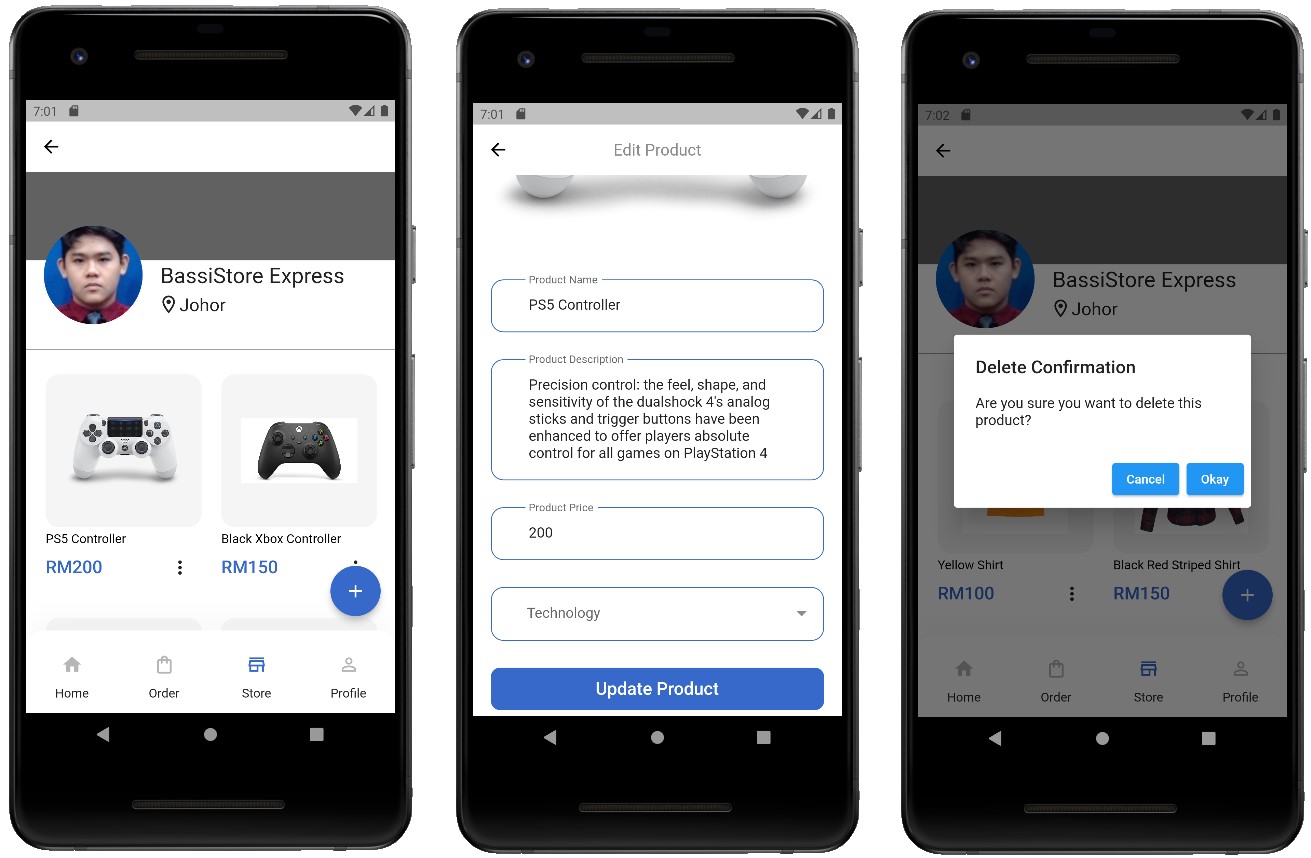 7:01
BassiStore Express
Johor
PS5 Controller
Black Xbox Controller
RM200
RM150
Home
Order
Store
Profile
7:01
Edit Product
Product Name
PS5 Controller
Product Description
Precision control: the feel, shape, and
sensitivity of the dualshock 4's analog
sticks and trigger buttons have been
enhanced to offer players absolute
control for all games on PlayStation 4
Product Price
200
Technology
Update Product
7:02
BassiStore Express
Johor
Delete Confirmation
Are you sure you want to delete this
product?
Cancel
Okay
Yellow Shirt
Black Red Striped Shirt
RM100
RM150
Home
Order
Store
Profile